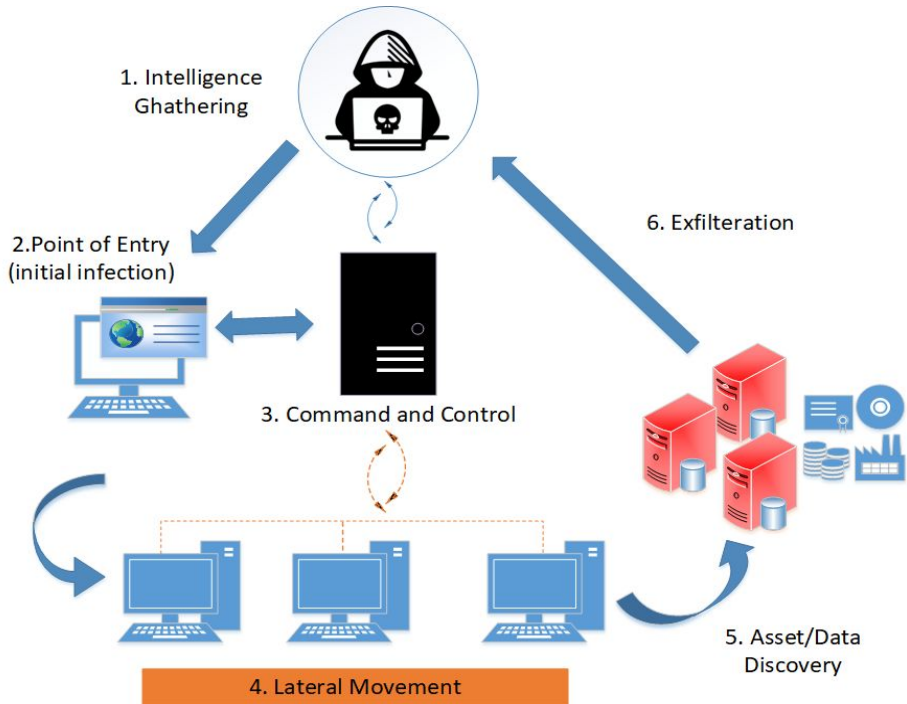 1. Intelligence
Ghathering
2.Point of Entry
(initial infection)
6. Exfilteration
3. Command and Control
5. Asset/Data
Discovery
4. Lateral Movement